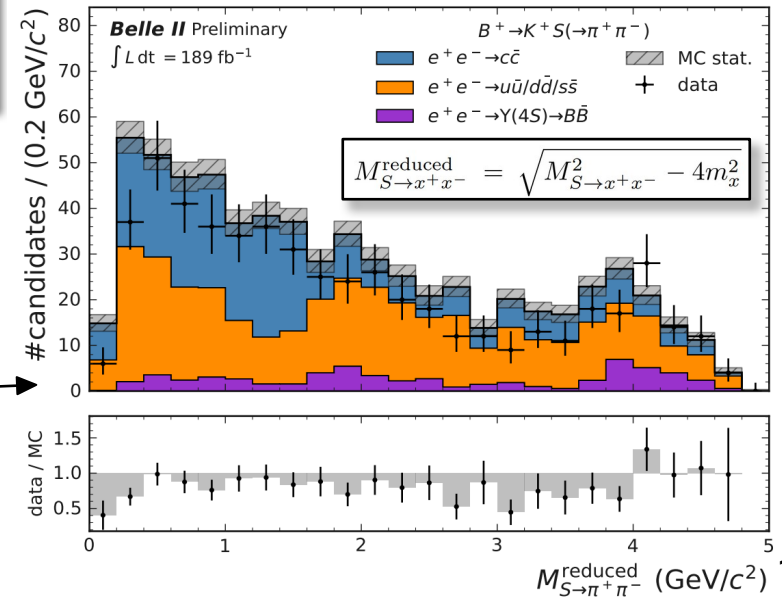 Belle II Preliminary
∫ L dt = 189 fb⁻¹
B⁺→K⁺S(→π⁺π⁻)
e⁺e⁻→cc̄
e⁺e⁻→uū/dd̄/ss̄
e⁺e⁻→Υ(4S)→BB̄
MC stat.
data
M^reduced_{S→x⁺x⁻} = √(M²_{S→x⁺x⁻} − 4m²ₓ)
#candidates / (0.2 GeV/c²)
80
70
60
50
40
30
20
10
0
data / MC
1.5
1.0
0.5
0 1 2 3 4 5
M^reduced_{S→π⁺π⁻} (GeV/c²)